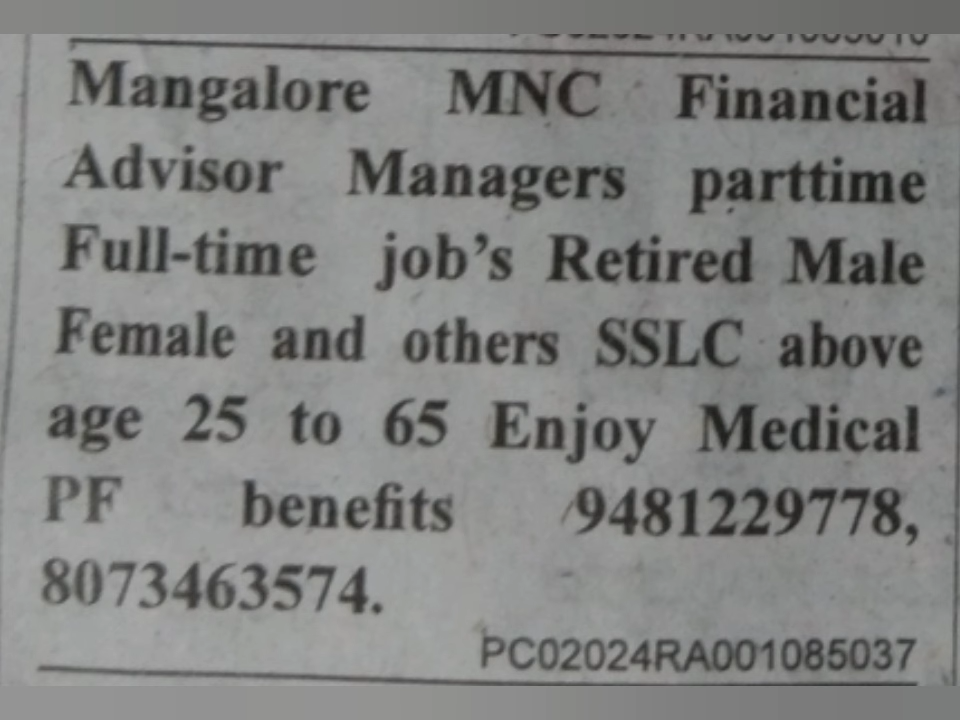 Mangalore MNC Financial
Advisor Managers parttime
Full-time job's Retired Male
Female and others SSLC above
age 25 to 65 Enjoy Medical
PF benefits 9481229778,
8073463574.
PC02024RA001085037